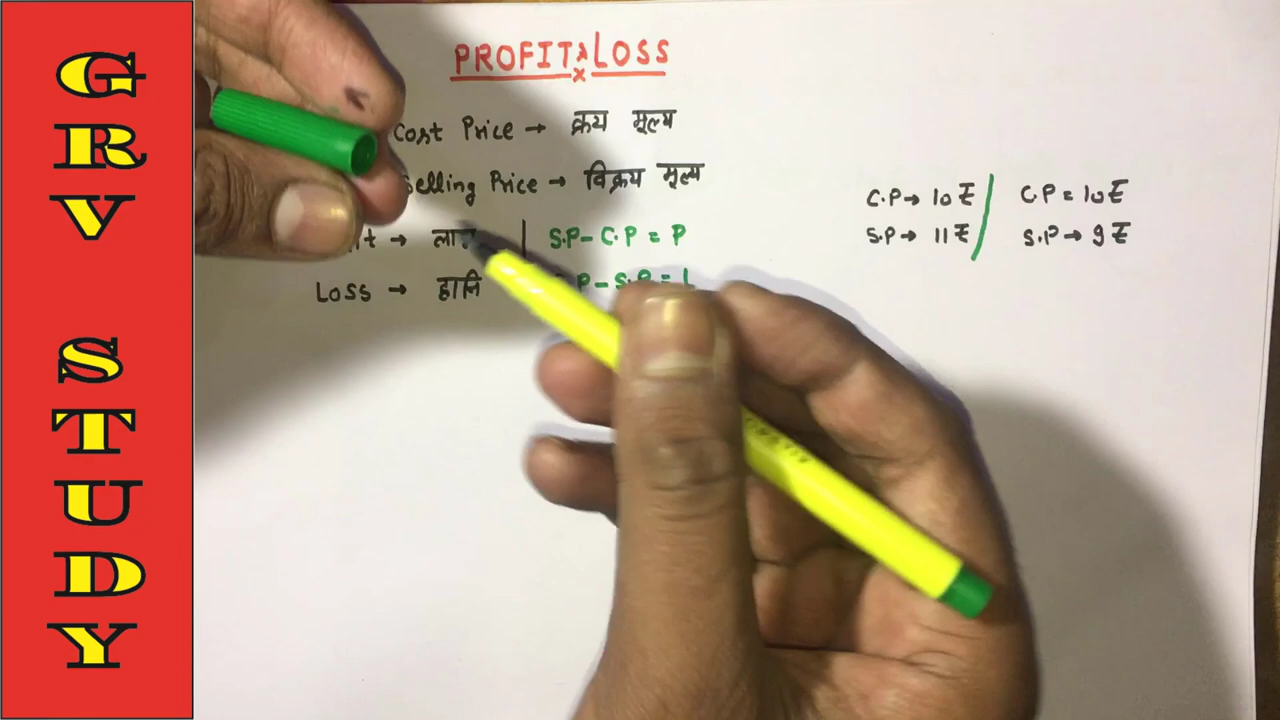 GRV STUDY
PROFIT & LOSS
Cost Price → क्रय मूल्य
Selling Price → विक्रय मूल्य
→ लाभ | S.P - C.P = P
Loss → हानि
C.P → 10 ₹ / C.P = 10 ₹
S.P → 11 ₹ / S.P → 9 ₹